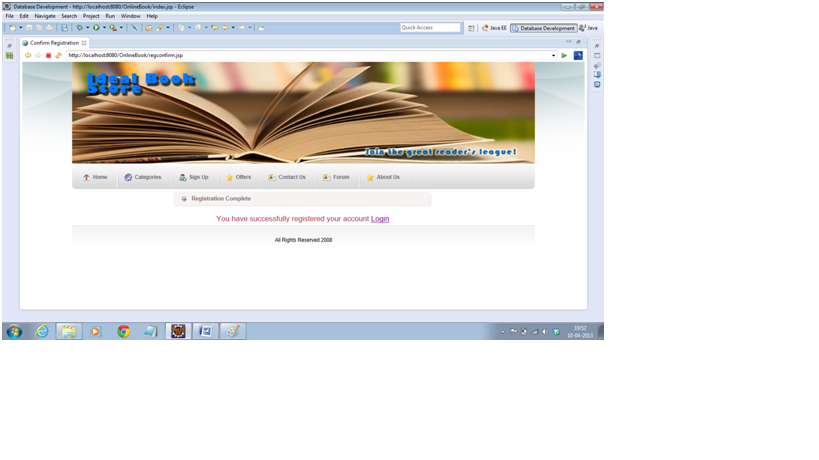 Database Development - http://localhost:8080/OnlineBook/index.jsp - Eclipse
File Edit Navigate Search Project Run Window Help
Quick Access
Java EE
Database Development
Java
Confirm Registration
http://localhost:8080/OnlineBook/regconfirm.jsp
Ideal Book
Store
Join the great reader's league!
Home Categories Sign Up Offers Contact Us Forum About Us
Registration Complete
You have successfully registered your account Login
All Rights Reserved 2008
19:52
10-04-2013